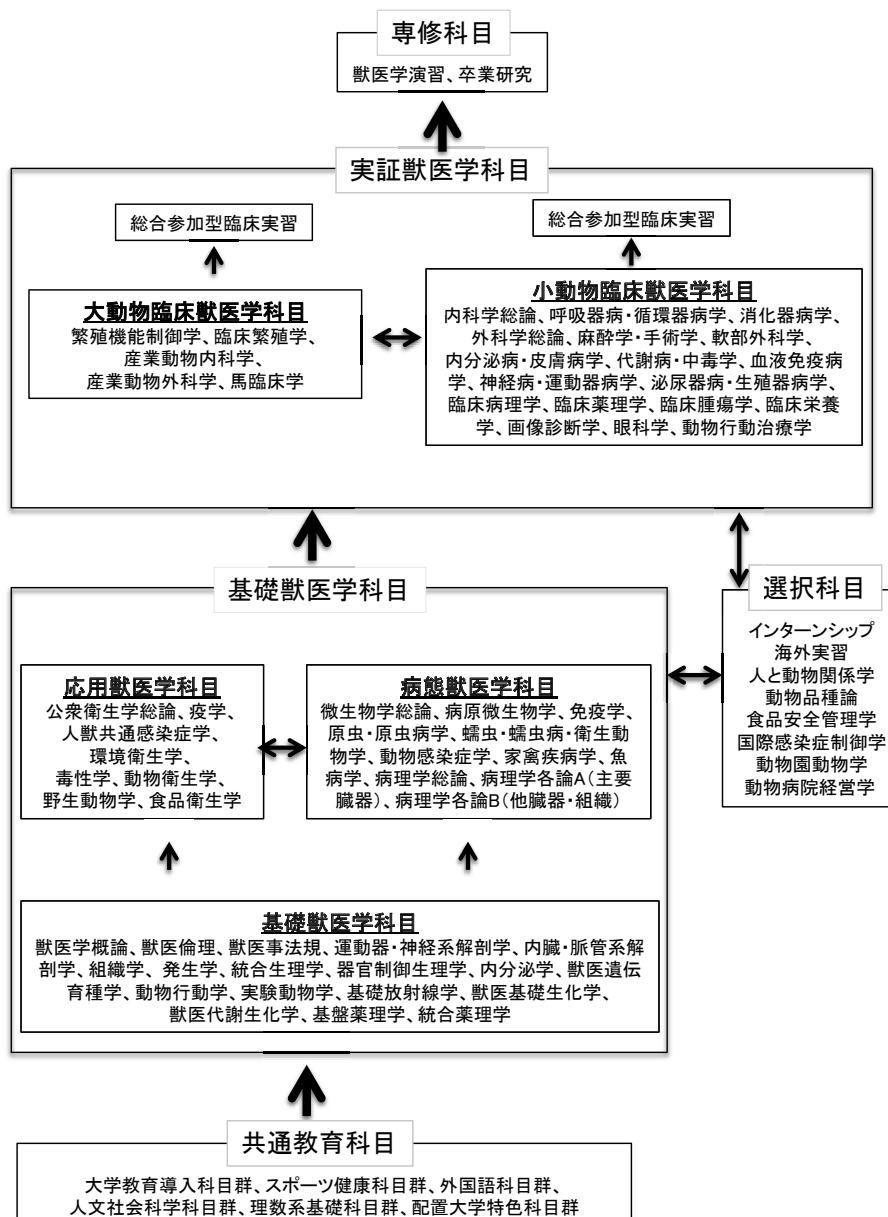 専修科目
獣医学演習、卒業研究
実証獣医学科目
総合参加型臨床実習
総合参加型臨床実習
大動物臨床獣医学科目
繁殖機能制御学、臨床繁殖学、
産業動物内科学、
産業動物外科学、馬臨床学
小動物臨床獣医学科目
内科学総論、呼吸器病・循環器病学、消化器病学、
外科学総論、麻酔学・手術学、軟部外科学、
内分泌病・皮膚病学、代謝病・中毒学、血液免疫病
学、神経病・運動器病学、泌尿器病・生殖器病学、
臨床病理学、臨床薬理学、臨床腫瘍学、臨床栄養
学、画像診断学、眼科学、動物行動治療学
基礎獣医学科目
選択科目
インターンシップ
海外実習
人と動物関係学
動物品種論
食品安全管理学
国際感染症制御学
動物園動物学
動物病院経営学
応用獣医学科目
公衆衛生学総論、疫学、
人獣共通感染症学、
環境衛生学、
毒性学、動物衛生学、
野生動物学、食品衛生学
病態獣医学科目
微生物学総論、病原微生物学、免疫学、
原虫・原虫病学、蠕虫・蠕虫病・衛生動
物学、動物感染症学、家禽疾病学、魚
病学、病理学総論、病理学各論A(主要
臓器)、病理学各論B(他臓器・組織)
基礎獣医学科目
獣医学概論、獣医倫理、獣医事法規、運動器・神経系解剖学、内臓・脈管系解
剖学、組織学、発生学、統合生理学、器官制御生理学、内分泌学、獣医遺伝
育種学、動物行動学、実験動物学、基礎放射線学、獣医基礎生化学、
獣医代謝生化学、基盤薬理学、統合薬理学
共通教育科目
大学教育導入科目群、スポーツ健康科目群、外国語科目群、
人文社会科学科目群、理数系基礎科目群、配置大学特色科目群